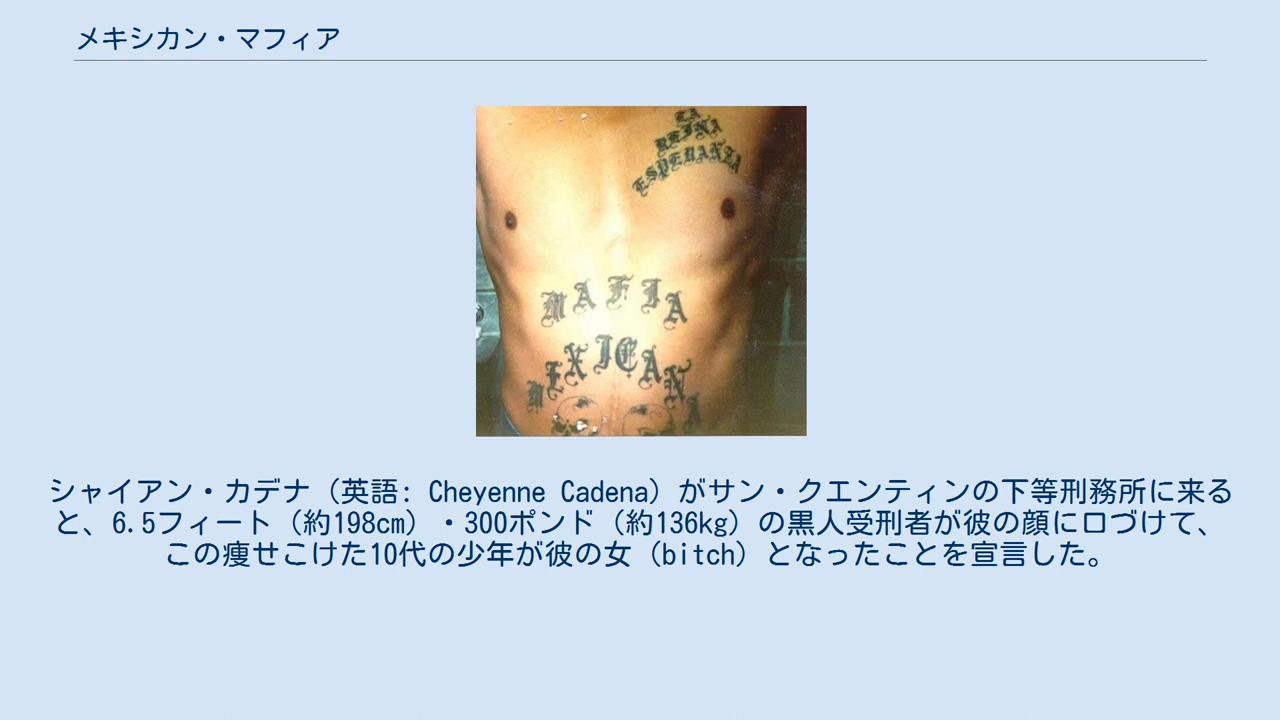 メキシカン・マフィア
LA
REINA
ESPERANZA
MAFIA
MEXICANA
シャイアン・カデナ（英語: Cheyenne Cadena）がサン・クエンティンの下等刑務所に来る
と、6.5フィート（約198cm）・300ポンド（約136kg）の黒人受刑者が彼の顔に口づけて、
この痩せこけた10代の少年が彼の女（bitch）となったことを宣言した。